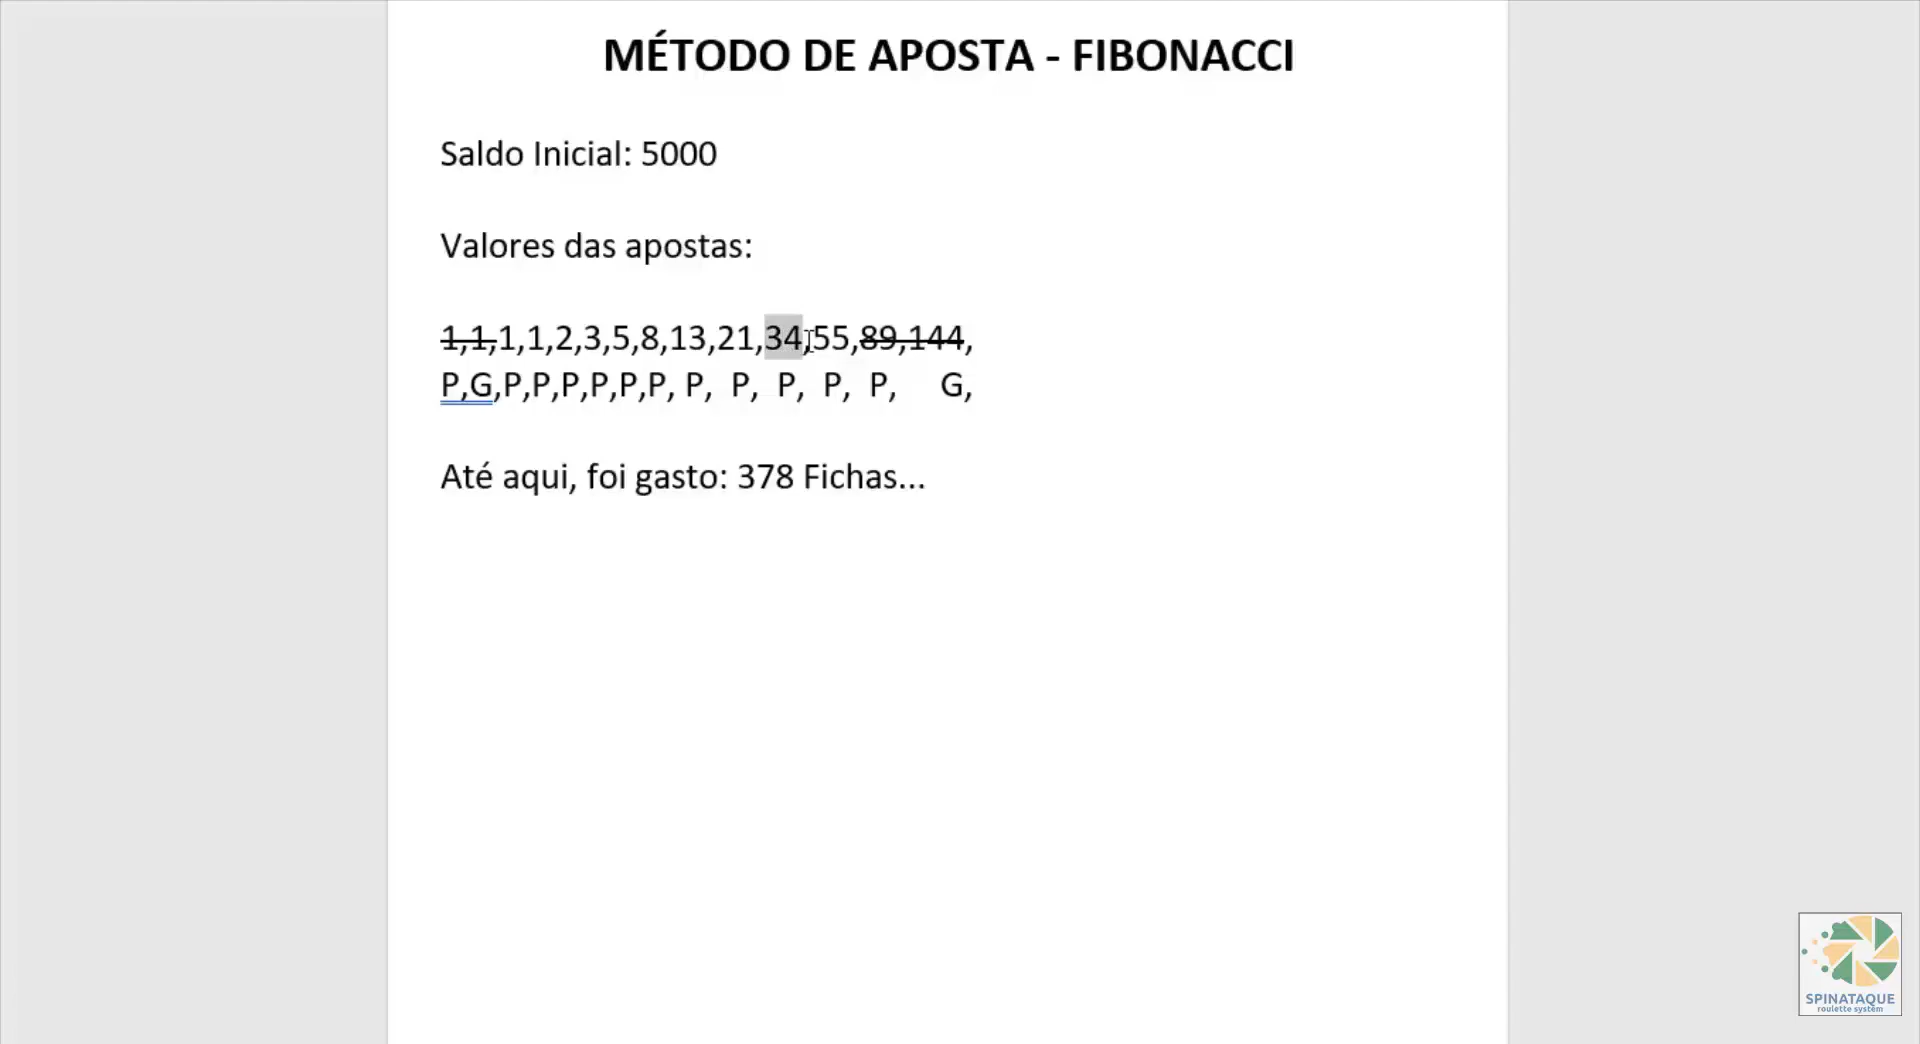 MÉTODO DE APOSTA - FIBONACCI
Saldo Inicial: 5000
Valores das apostas:
1,1,1,1,2,3,5,8,13,21,34,55,89,144,
P,G,P,P,P,P,P,P, P, P, P, P, P, G,
Até aqui, foi gasto: 378 Fichas...
SPINATAQUE
roulette system